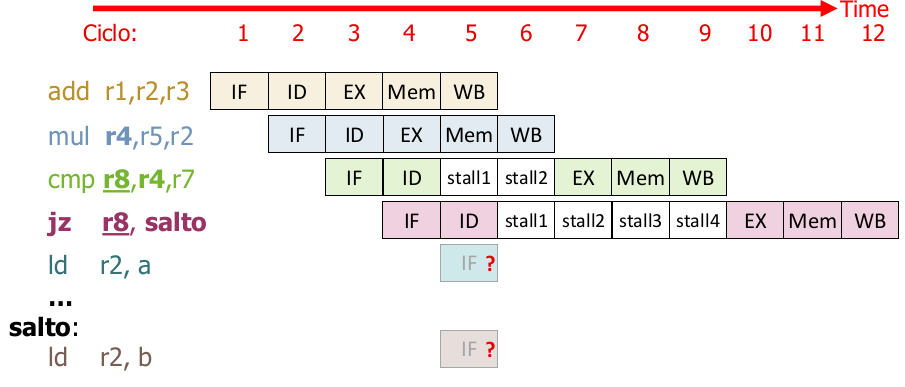 Time
Ciclo: 1 2 3 4 5 6 7 8 9 10 11 12
add r1,r2,r3 IF ID EX Mem WB
mul r4,r5,r2 IF ID EX Mem WB
cmp r8,r4,r7 IF ID stall1 stall2 EX Mem WB
jz r8, salto IF ID stall1 stall2 stall3 stall4 EX Mem WB
ld r2, a IF ?
...
salto:
ld r2, b IF ?